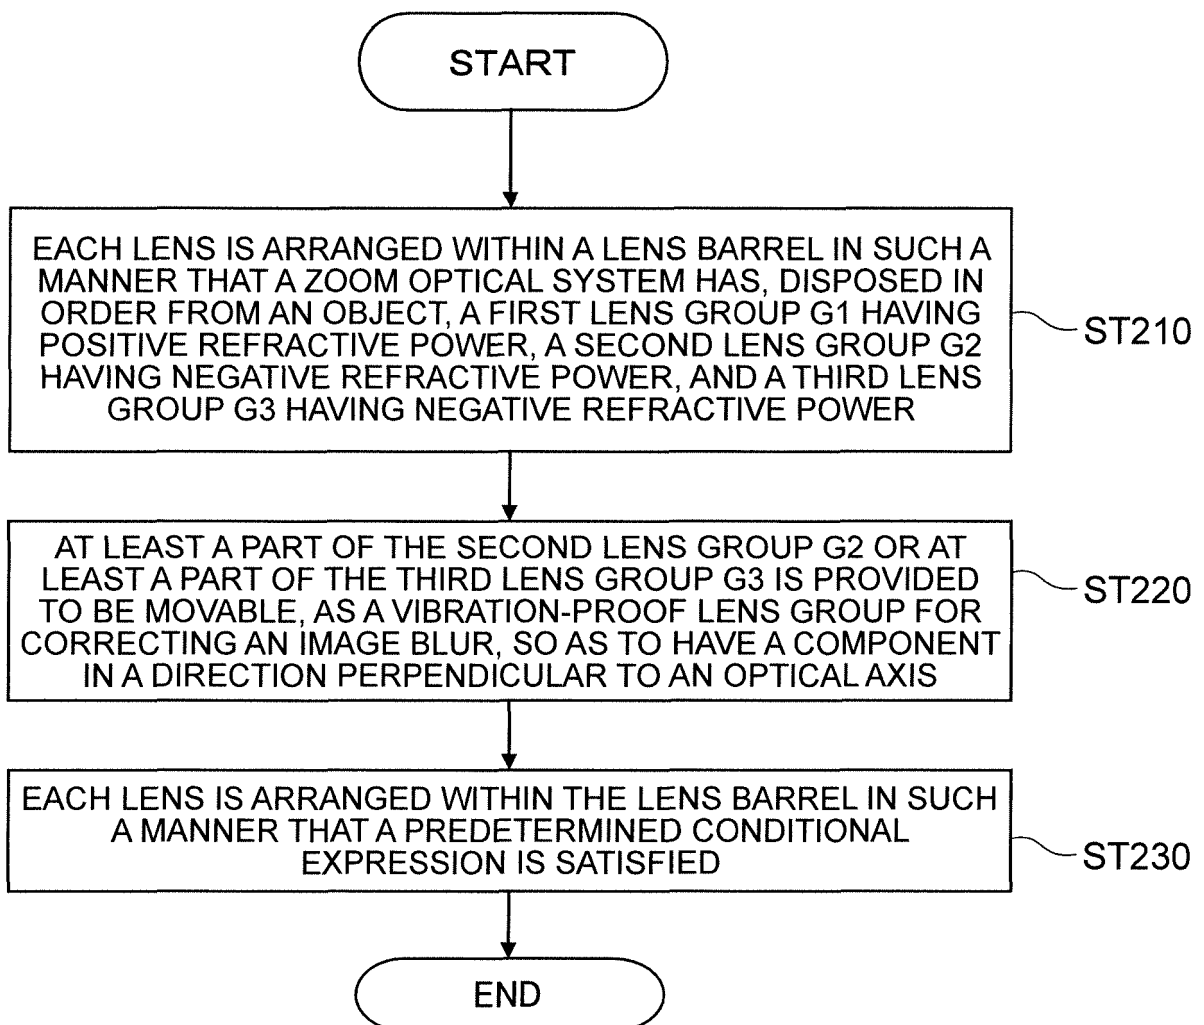 START
EACH LENS IS ARRANGED WITHIN A LENS BARREL IN SUCH A
MANNER THAT A ZOOM OPTICAL SYSTEM HAS, DISPOSED IN
ORDER FROM AN OBJECT, A FIRST LENS GROUP G1 HAVING
POSITIVE REFRACTIVE POWER, A SECOND LENS GROUP G2
HAVING NEGATIVE REFRACTIVE POWER, AND A THIRD LENS
GROUP G3 HAVING NEGATIVE REFRACTIVE POWER
ST210
AT LEAST A PART OF THE SECOND LENS GROUP G2 OR AT
LEAST A PART OF THE THIRD LENS GROUP G3 IS PROVIDED
TO BE MOVABLE, AS A VIBRATION-PROOF LENS GROUP FOR
CORRECTING AN IMAGE BLUR, SO AS TO HAVE A COMPONENT
IN A DIRECTION PERPENDICULAR TO AN OPTICAL AXIS
ST220
EACH LENS IS ARRANGED WITHIN THE LENS BARREL IN SUCH
A MANNER THAT A PREDETERMINED CONDITIONAL
EXPRESSION IS SATISFIED
ST230
END